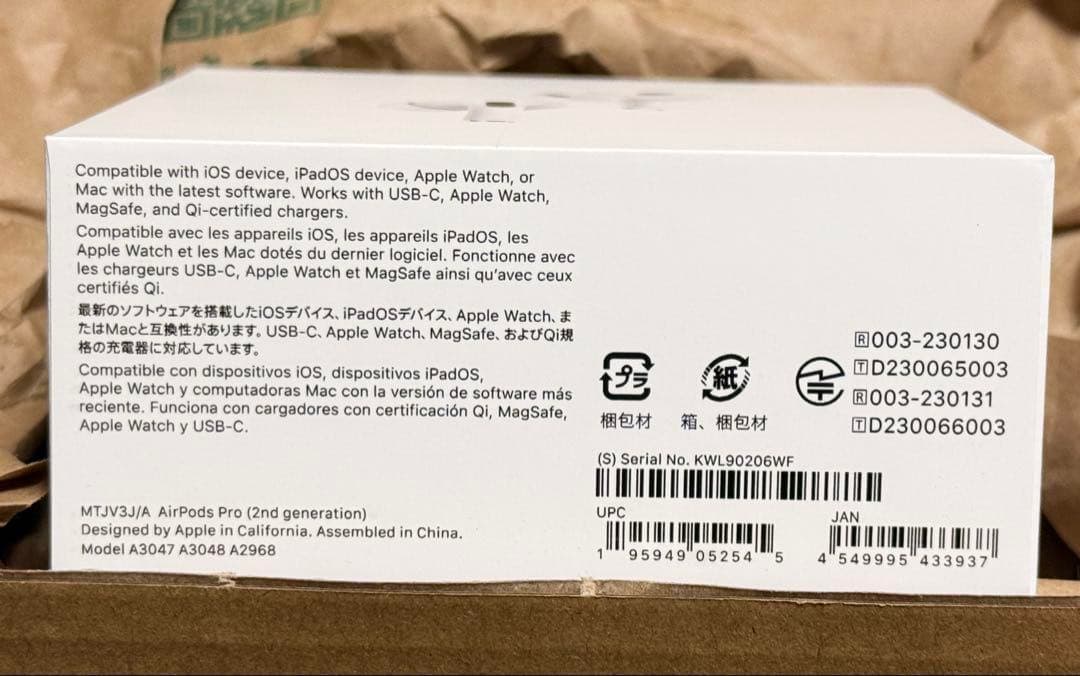 Compatible with iOS device, iPadOS device, Apple Watch, or
Mac with the latest software. Works with USB-C, Apple Watch,
MagSafe, and Qi-certified chargers.
Compatible avec les appareils iOS, les appareils iPadOS, les
Apple Watch et les Mac dotés du dernier logiciel. Fonctionne avec
les chargeurs USB-C, Apple Watch et MagSafe ainsi qu’avec ceux
certifiés Qi.
最新のソフトウェアを搭載したiOSデバイス、iPadOSデバイス、Apple Watch、ま
たはMacと互換性があります。USB-C、Apple Watch、MagSafe、およびQi規
格の充電器に対応しています。
Compatible con dispositivos iOS, dispositivos iPadOS,
Apple Watch y computadoras Mac con la versión de software más
reciente. Funciona con cargadores con certificación Qi, MagSafe,
Apple Watch y USB-C.
MTJV3J/A AirPods Pro (2nd generation)
Designed by Apple in California. Assembled in China.
Model A3047 A3048 A2968
プラ
梱包材
紙
箱、梱包材
R 003-230130
T D230065003
R 003-230131
T D230066003
(S) Serial No. KWL90206WF
UPC
1 95949 05254 5
JAN
4 549995 433937